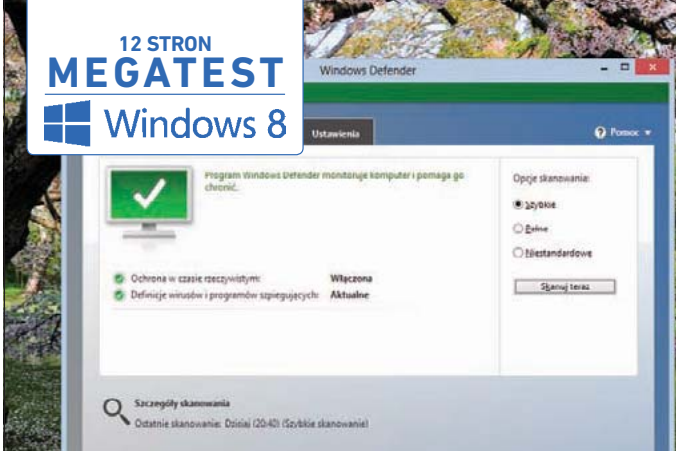 12 STRON
MEGATEST
Windows 8
Windows Defender
Ustawienia
Pomoc
Program Windows Defender monitoruje komputer i pomaga go
chronić.
Opcje skanowania:
Szybkie
Pełne
Niestandardowe
Skanuj teraz
Ochrona w czasie rzeczywistym: Włączona
Definicje wirusów i programów szpiegujących: Aktualne
Szczegóły skanowania
Ostatnie skanowanie: Dzisiaj (20:40) (Szybkie skanowanie)